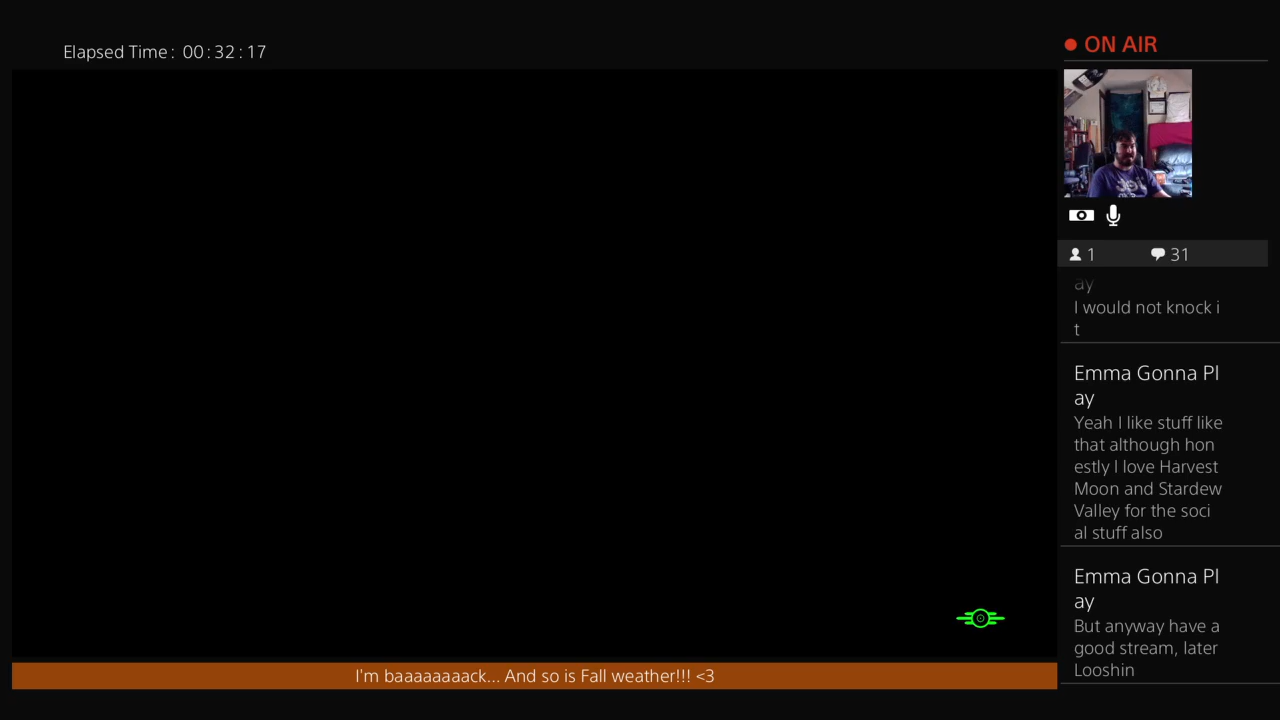 Elapsed Time: 00:32:17
ON AIR
1 31
ay
I would not knock i
t
Emma Gonna Pl
ay
Yeah I like stuff like
that although hon
estly I love Harvest
Moon and Stardew
Valley for the soci
al stuff also
Emma Gonna Pl
ay
But anyway have a
good stream, later
Looshin
I'm baaaaaaaack... And so is Fall weather!!! <3